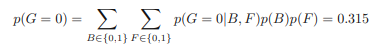 p(G = 0) = ∑_{B∈{0,1}} ∑_{F∈{0,1}} p(G = 0|B, F)p(B)p(F) = 0.315